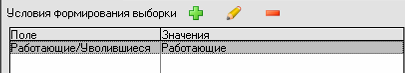 Условия формирования выборки
Поле Значения
Работающие/Уволившиеся Работающие